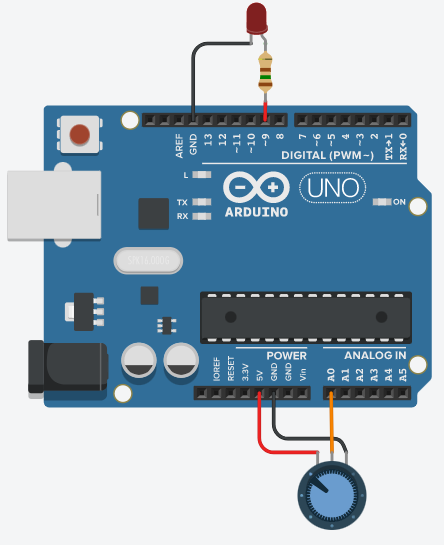 AREF
GND
13
12
~11
~10
~9
8
7
~6
~5
4
~3
2
TX→1
RX←0
DIGITAL (PWM~)
L
TX
RX
ARDUINO
UNO
ON
POWER
ANALOG IN
IOREF
RESET
3.3V
5V
GND
GND
Vin
A0
A1
A2
A3
A4
A5